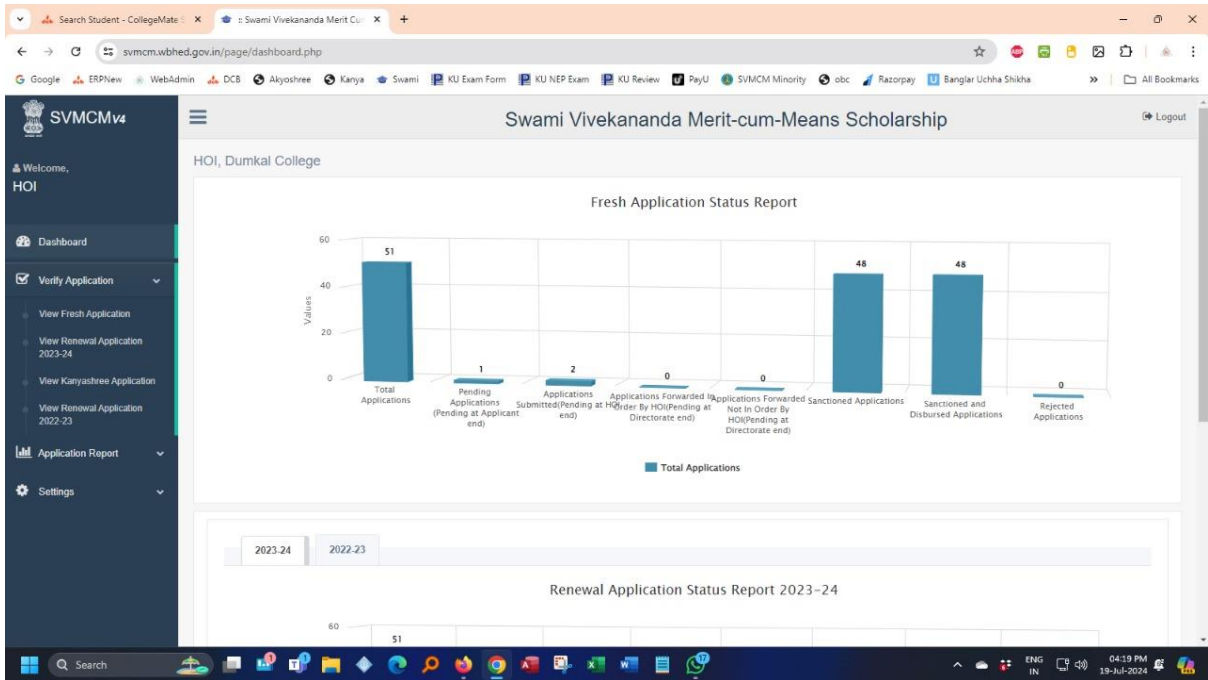 Search Student - CollegeMate S
:: Swami Vivekananda Merit Cu
svmcm.wbhed.gov.in/page/dashboard.php
Google ERPNew WebAdmin DCB Akyoshree Kanya Swami KU Exam Form KU NEP Exam KU Review PayU SVMCM Minority obc Razorpay Banglar Uchha Shikha » All Bookmarks
SVMCM v4
Swami Vivekananda Merit-cum-Means Scholarship
Logout
Welcome,
HOI
Dashboard
Verify Application
View Fresh Application
View Renewal Application
2023-24
View Kanyashree Application
View Renewal Application
2022-23
Application Report
Settings
HOI, Dumkal College
Fresh Application Status Report
Values
60
40
20
0
51
1
2
0
0
48
48
0
Total
Applications
Pending
Applications
(Pending at Applicant
end)
Applications
Submitted(Pending at HOI
end)
Applications Forwarded In
Order By HOI(Pending at
Directorate end)
Applications Forwarded
Not In Order By
HOI(Pending at
Directorate end)
Sanctioned Applications
Sanctioned and
Disbursed Applications
Rejected
Applications
Total Applications
2023-24
2022-23
Renewal Application Status Report 2023-24
60
51
Search
ENG
IN
04:19 PM
19-Jul-2024